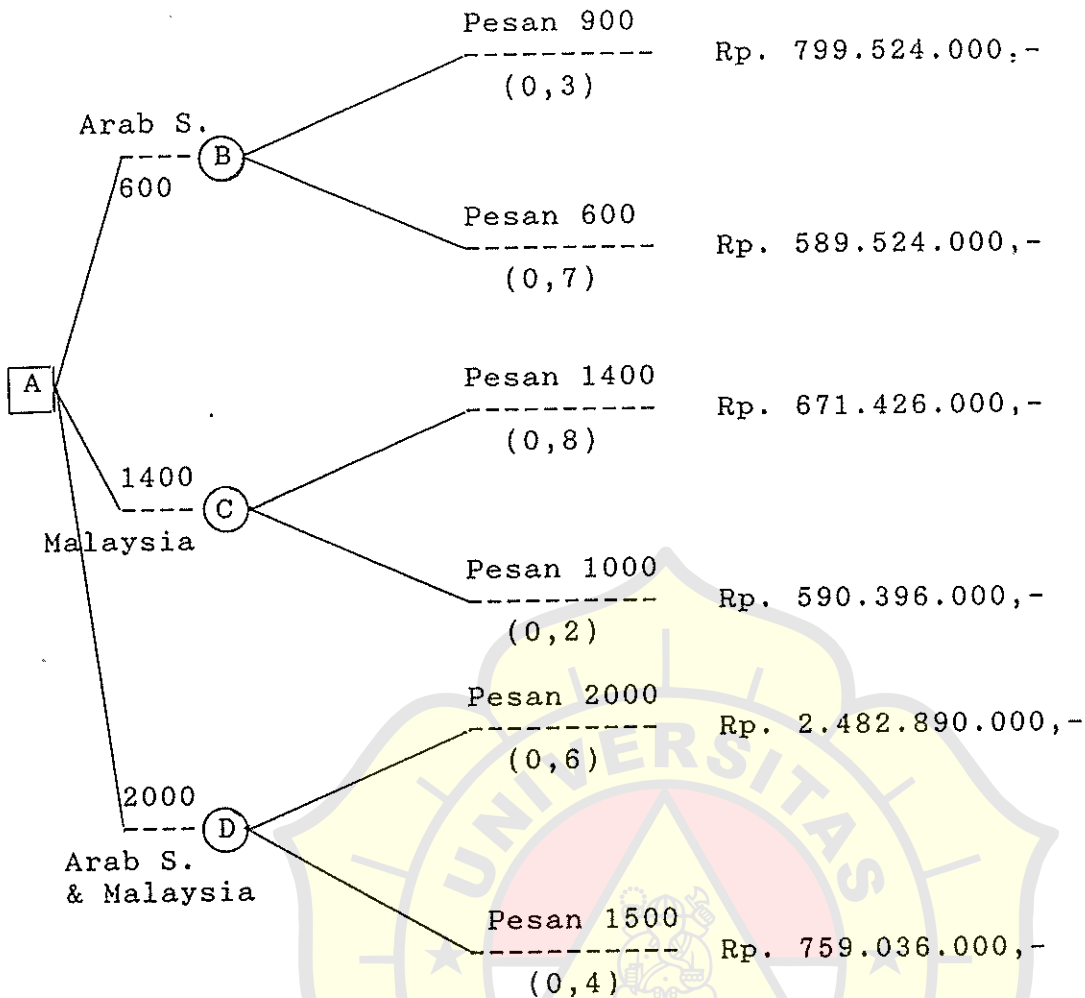 Pesan 900
Rp. 799.524.000,-
(0,3)
Arab S.
B
600
Pesan 600
Rp. 589.524.000,-
(0,7)
A
Pesan 1400
Rp. 671.426.000,-
(0,8)
1400
C
Malaysia
Pesan 1000
Rp. 590.396.000,-
(0,2)
Pesan 2000
Rp. 2.482.890.000,-
(0,6)
2000
D
Arab S.
& Malaysia
Pesan 1500
Rp. 759.036.000,-
(0,4)
UNIVERSITAS